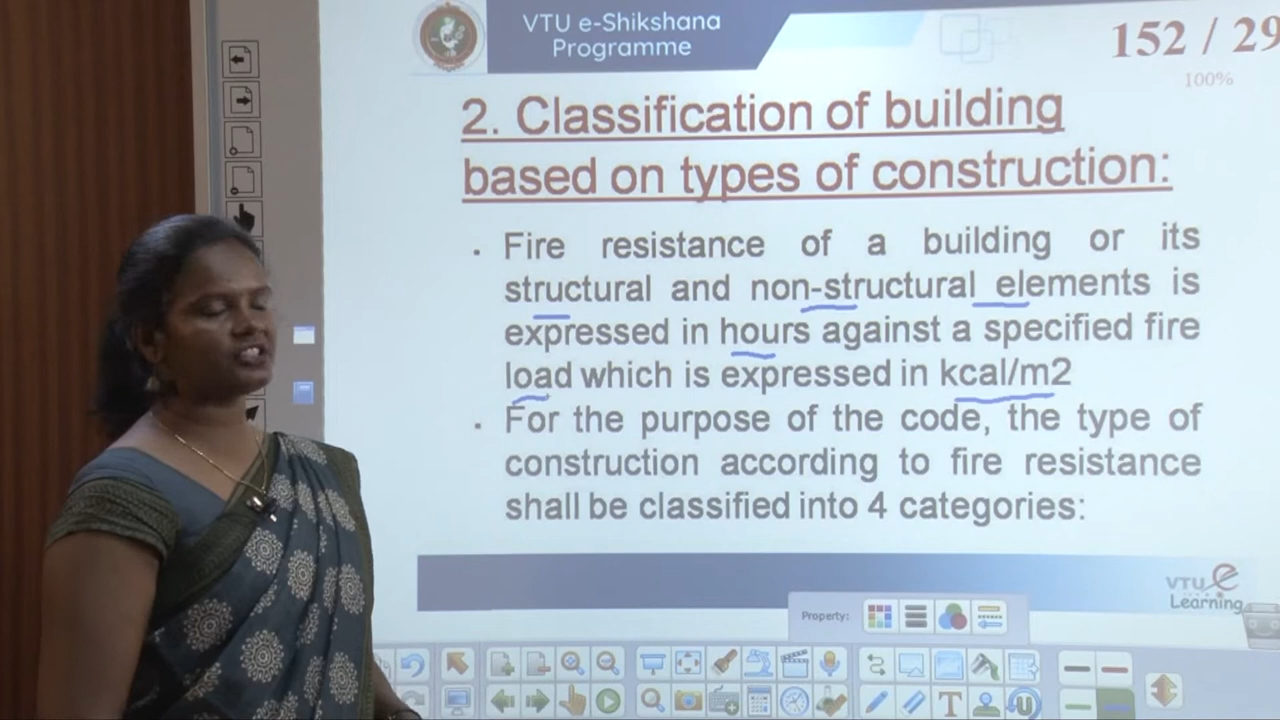 VTU e-Shikshana
Programme
152 / 29
100%
2. Classification of building
based on types of construction:
. Fire resistance of a building or its
structural and non-structural elements is
expressed in hours against a specified fire
load which is expressed in kcal/m2
. For the purpose of the code, the type of
construction according to fire resistance
shall be classified into 4 categories:
VTU e
Learning
Property: